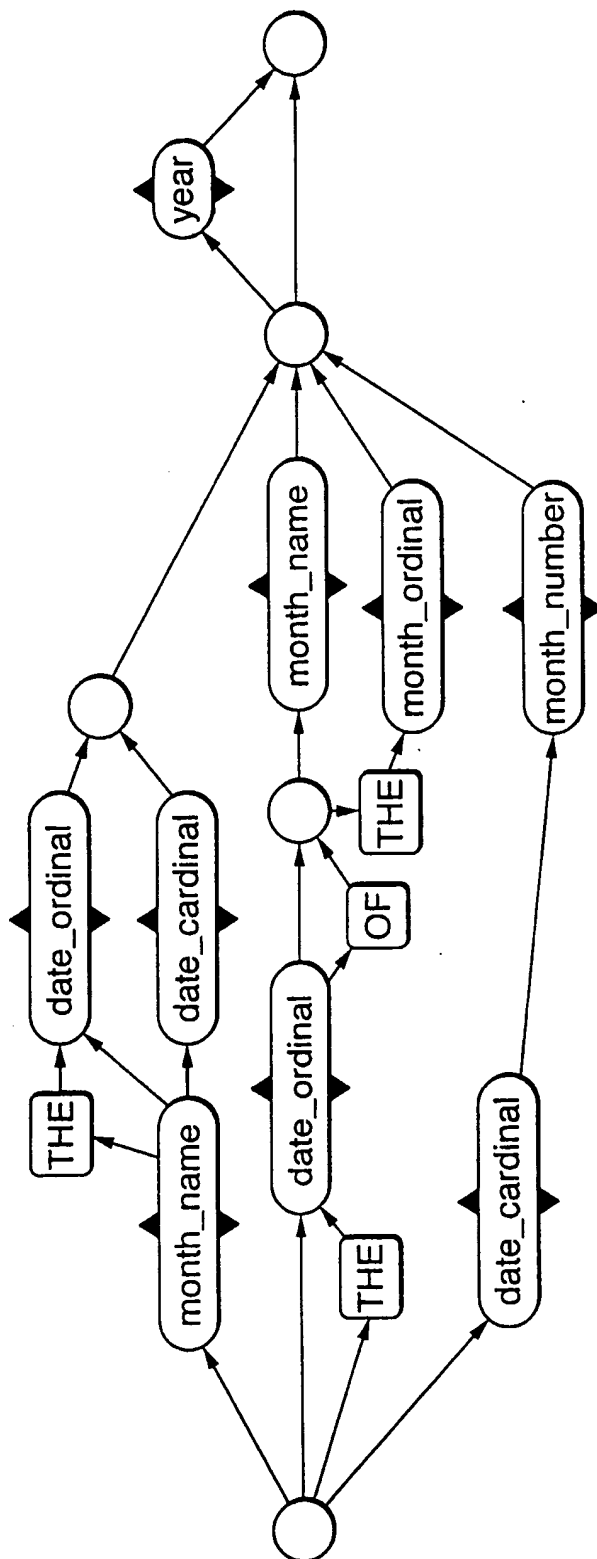 month_name
THE
date_ordinal
date_cardinal
THE
date_ordinal
OF
THE
month_name
month_ordinal
date_cardinal
month_number
year